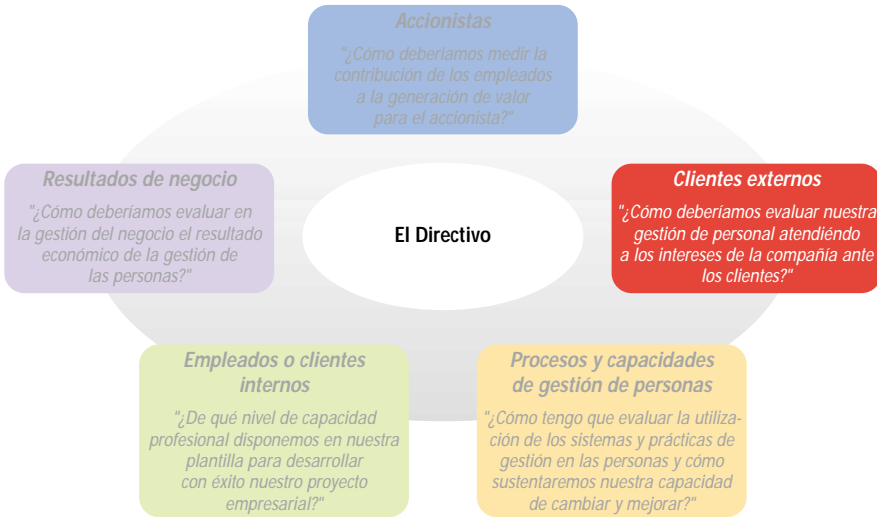 Accionistas
"¿Cómo deberíamos medir la
contribución de los empleados
a la generación de valor
para el accionista?"
Resultados de negocio
"¿Cómo deberíamos evaluar en
la gestión del negocio el resultado
económico de la gestión de
las personas?"
El Directivo
Clientes externos
"¿Cómo deberíamos evaluar nuestra
gestión de personal atendiéndo
a los intereses de la compañía ante
los clientes?"
Empleados o clientes
internos
"¿De qué nivel de capacidad
profesional disponemos en nuestra
plantilla para desarrollar
con éxito nuestro proyecto
empresarial?"
Procesos y capacidades
de gestión de personas
"¿Cómo tengo que evaluar la utiliza-
ción de los sistemas y prácticas de
gestión en las personas y cómo
sustentaremos nuestra capacidad
de cambiar y mejorar?"